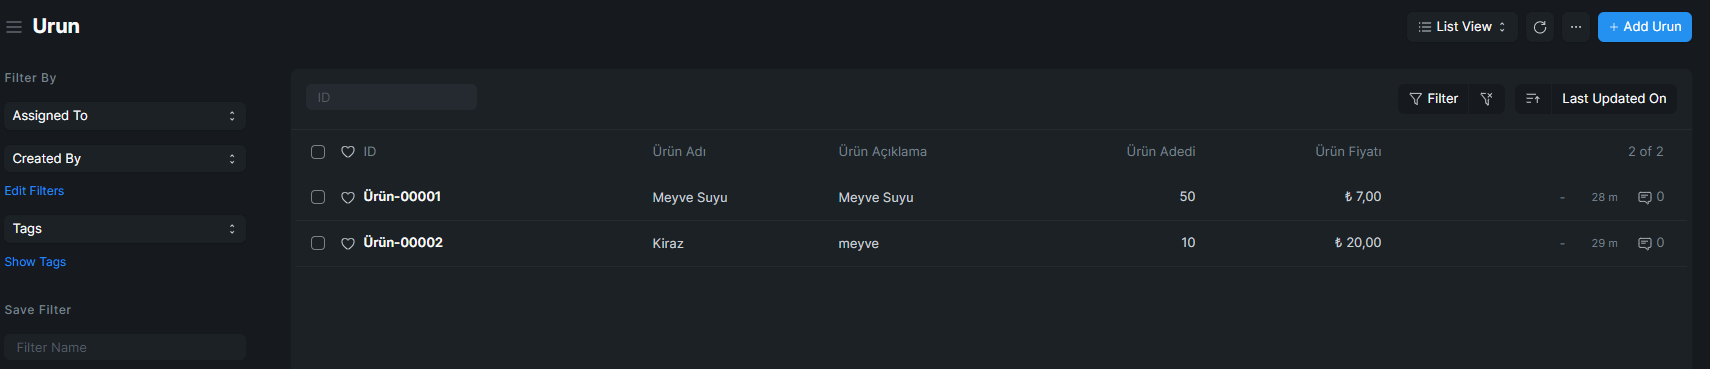 Urun
List View
+ Add Urun
Filter By
Assigned To
Created By
Edit Filters
Tags
Show Tags
Save Filter
Filter Name
ID
Filter
Last Updated On
ID Ürün Adı Ürün Açıklama Ürün Adedi Ürün Fiyatı 2 of 2
Ürün-00001 Meyve Suyu Meyve Suyu 50 ₺ 7,00 - 28 m 0
Ürün-00002 Kiraz meyve 10 ₺ 20,00 - 29 m 0